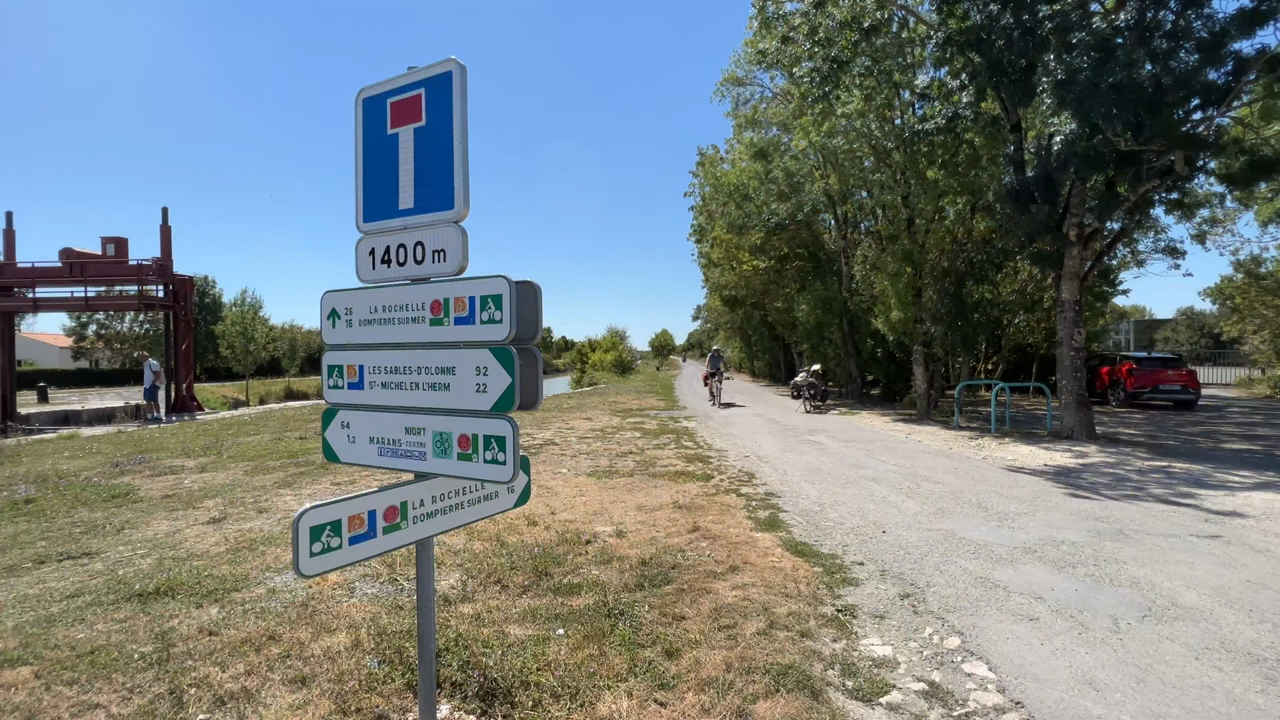 1400 m
26 LA ROCHELLE
16 DOMPIERRE SUR MER
LES SABLES-D'OLONNE 92
ST-MICHEL EN L'HERM 22
64 NIORT
1,2 MARANS-CENTRE
LA ROCHELLE
DOMPIERRE SUR MER 16